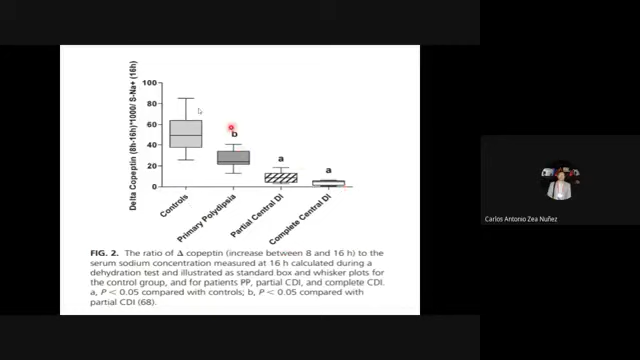 Delta Copeptin (8h-16h)*1000/ S-Na+ (16h)
100
80
60
40
20
0
b
a
a
Controls
Primary Polydipsia
Partial Central DI
Complete Central DI
FIG. 2. The ratio of Δ copeptin (increase between 8 and 16 h) to the
serum sodium concentration measured at 16 h calculated during a
dehydration test and illustrated as standard box and whisker plots for
the control group, and for patients PP, partial CDI, and complete CDI.
a, P < 0.05 compared with controls; b, P < 0.05 compared with
partial CDI (68).
Carlos Antonio Zea Nuñez